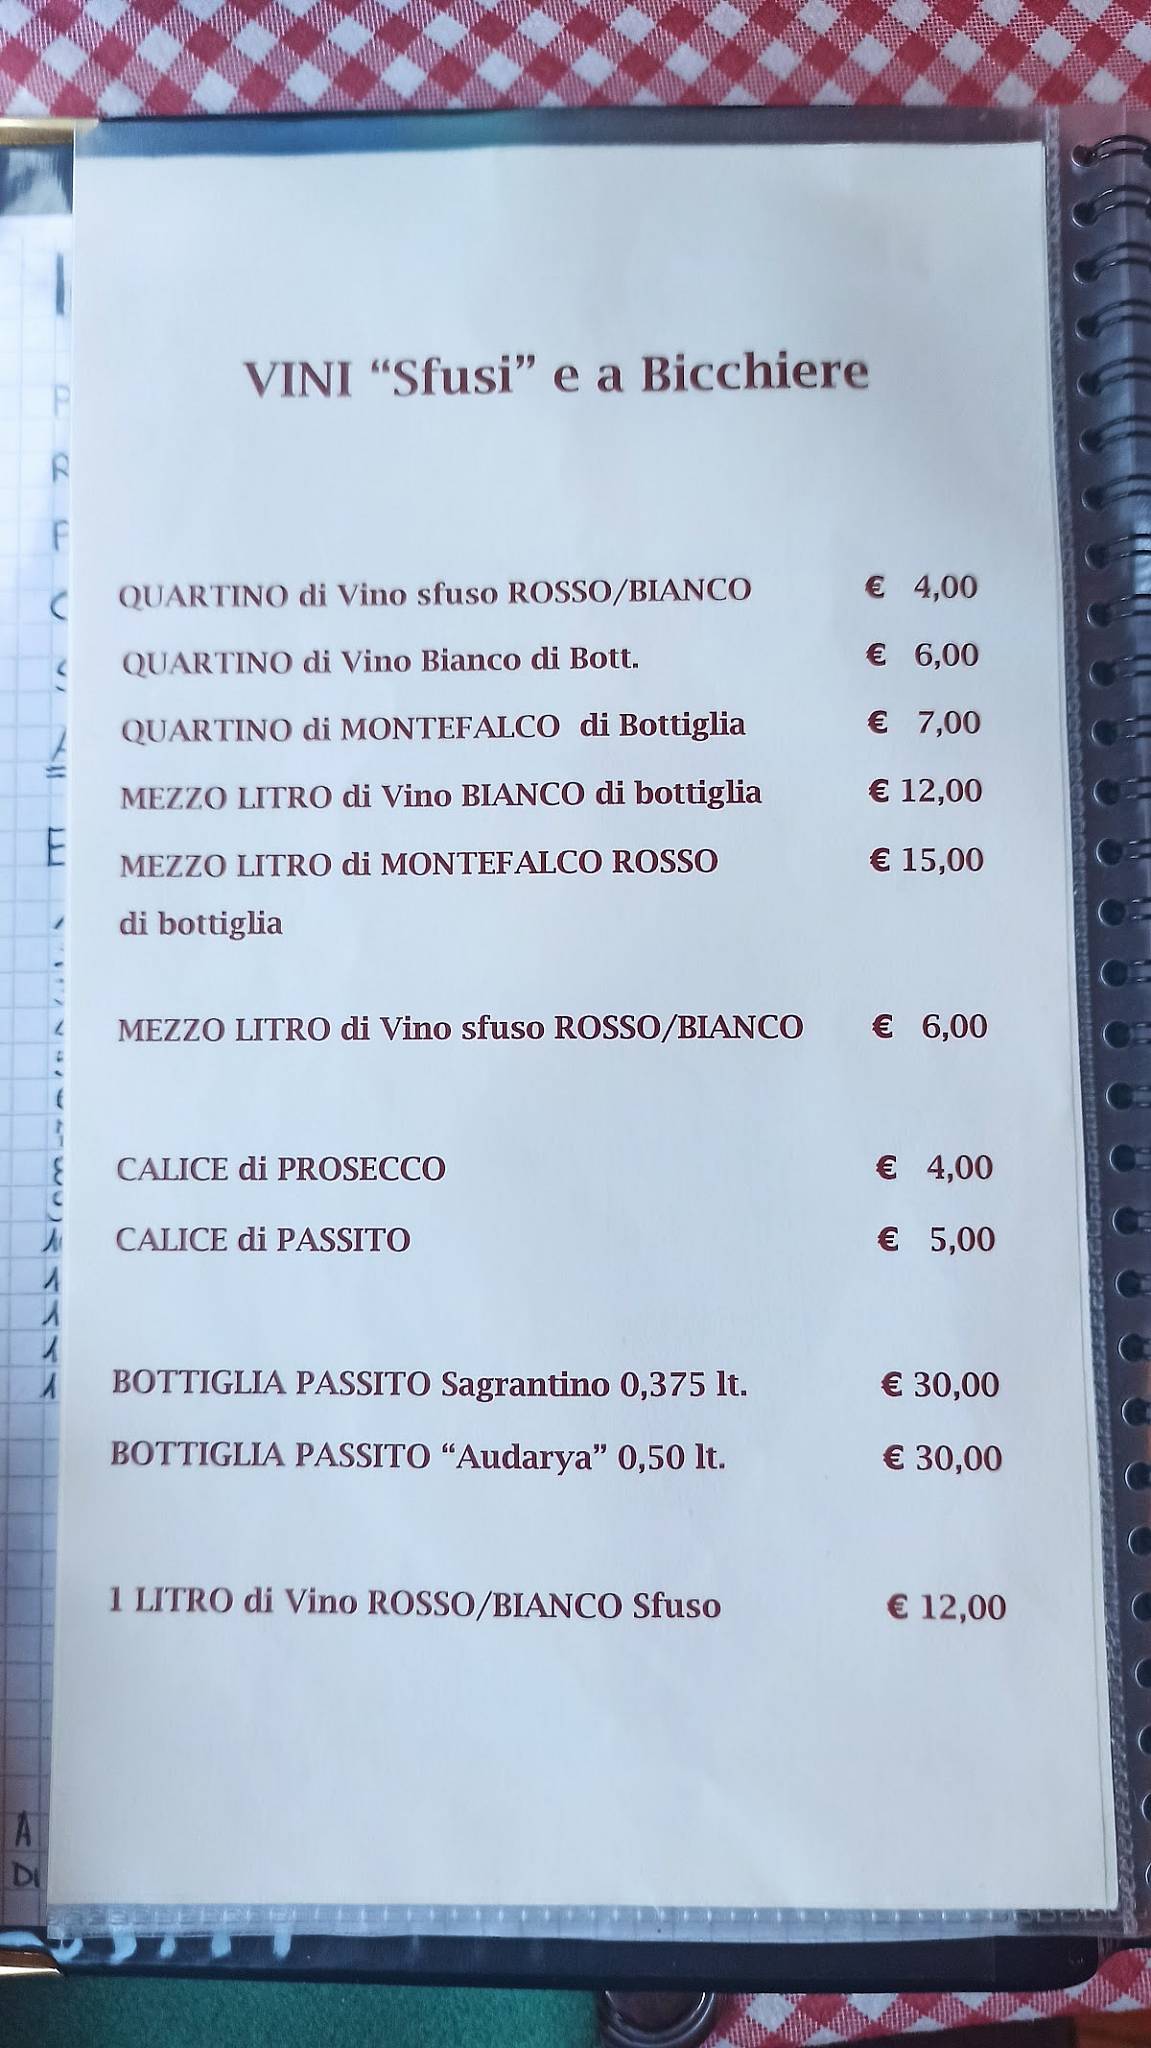 VINI “Sfusi” e a Bicchiere
QUARTINO di Vino sfuso ROSSO/BIANCO € 4,00
QUARTINO di Vino Bianco di Bott. € 6,00
QUARTINO di MONTEFALCO di Bottiglia € 7,00
MEZZO LITRO di Vino BIANCO di bottiglia € 12,00
MEZZO LITRO di MONTEFALCO ROSSO € 15,00
di bottiglia
MEZZO LITRO di Vino sfuso ROSSO/BIANCO € 6,00
CALICE di PROSECCO € 4,00
CALICE di PASSITO € 5,00
BOTTIGLIA PASSITO Sagrantino 0,375 lt. € 30,00
BOTTIGLIA PASSITO “Audarya” 0,50 lt. € 30,00
1 LITRO di Vino ROSSO/BIANCO Sfuso € 12,00